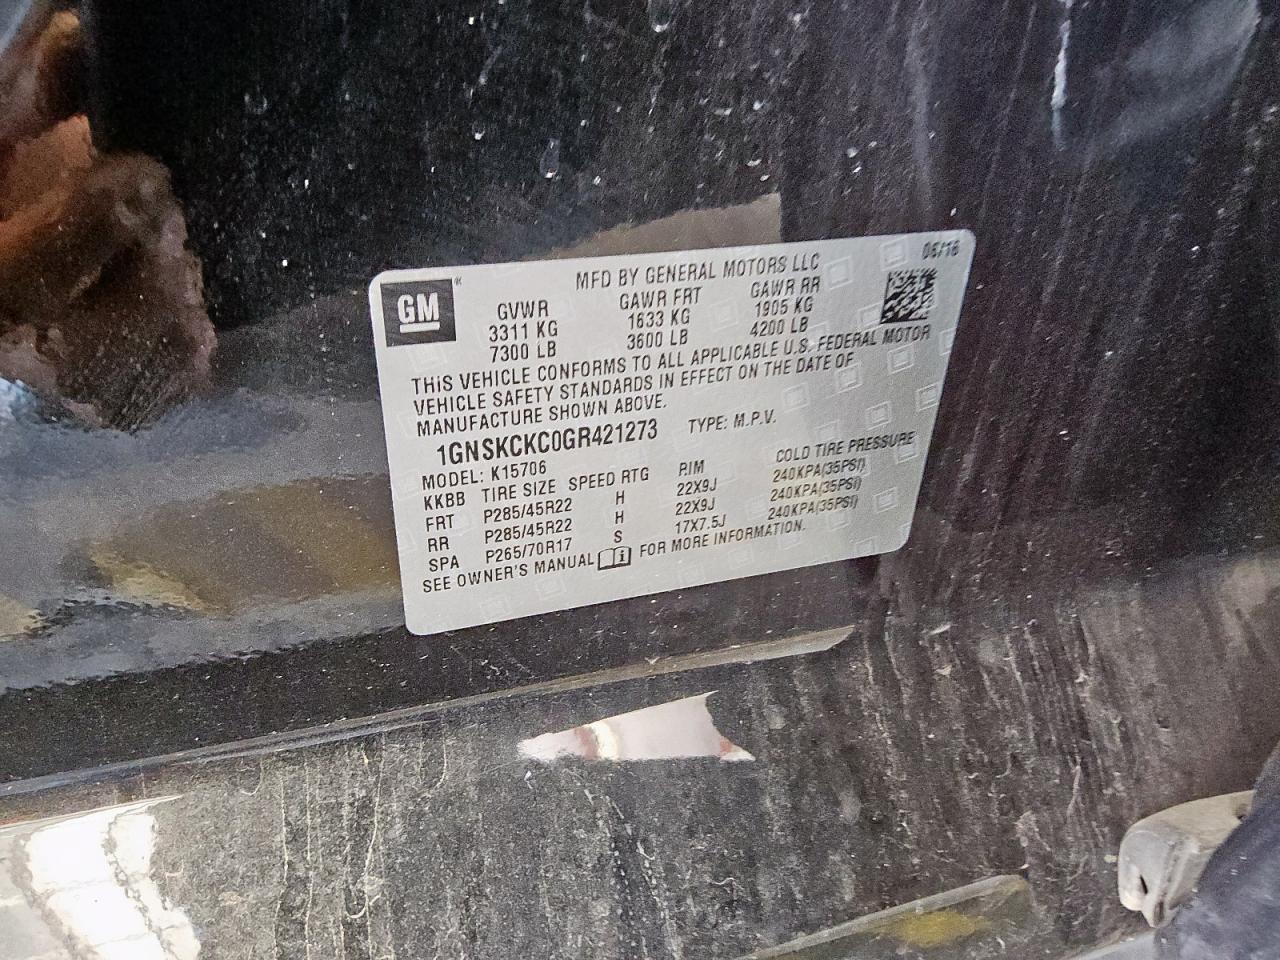 06/16
MFD BY GENERAL MOTORS LLC
GM
GVWR GAWR FRT GAWR RR
3311 KG 1633 KG 1905 KG
7300 LB 3600 LB 4200 LB
THIS VEHICLE CONFORMS TO ALL APPLICABLE U.S. FEDERAL MOTOR
VEHICLE SAFETY STANDARDS IN EFFECT ON THE DATE OF
MANUFACTURE SHOWN ABOVE.
1GNSKCKC0GR421273 TYPE: M.P.V.
MODEL: K15706
KKBB TIRE SIZE SPEED RTG RIM COLD TIRE PRESSURE
FRT P285/45R22 H 22X9J 240KPA(35PSI)
RR P285/45R22 H 22X9J 240KPA(35PSI)
SPA P265/70R17 S 17X7.5J 240KPA(35PSI)
SEE OWNER'S MANUAL FOR MORE INFORMATION.